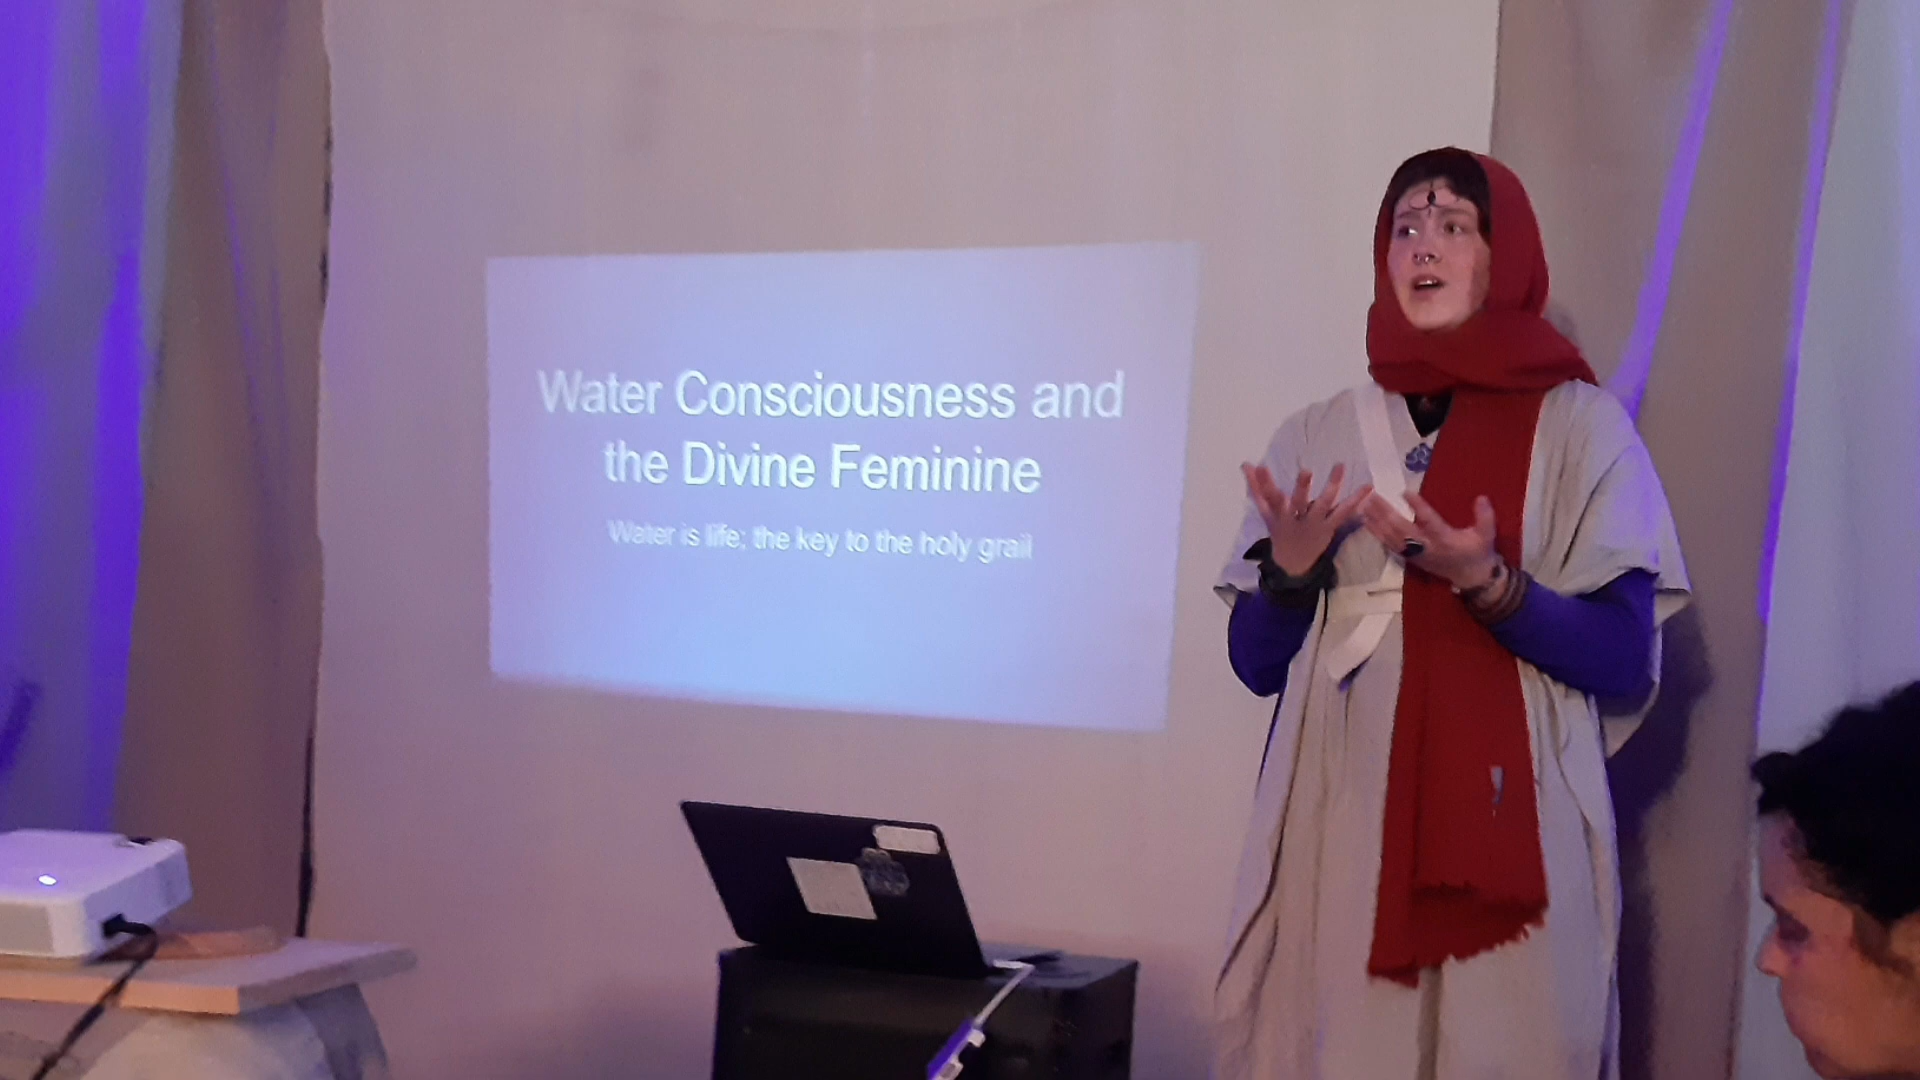 Water Consciousness and
the Divine Feminine
Water is life; the key to the holy grail